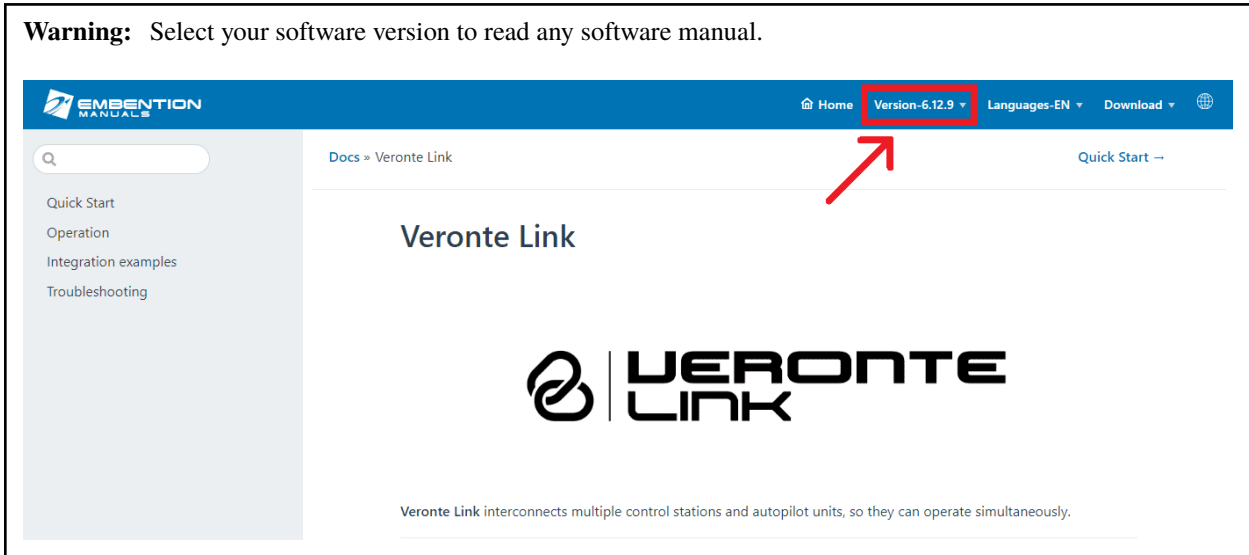 Warning: Select your software version to read any software manual.
EMBENTION
MANUALS
Home Version-6.12.9 Languages-EN Download
Docs » Veronte Link
Quick Start →
Quick Start
Operation
Integration examples
Troubleshooting
Veronte Link
VERONTE
LINK
Veronte Link interconnects multiple control stations and autopilot units, so they can operate simultaneously.